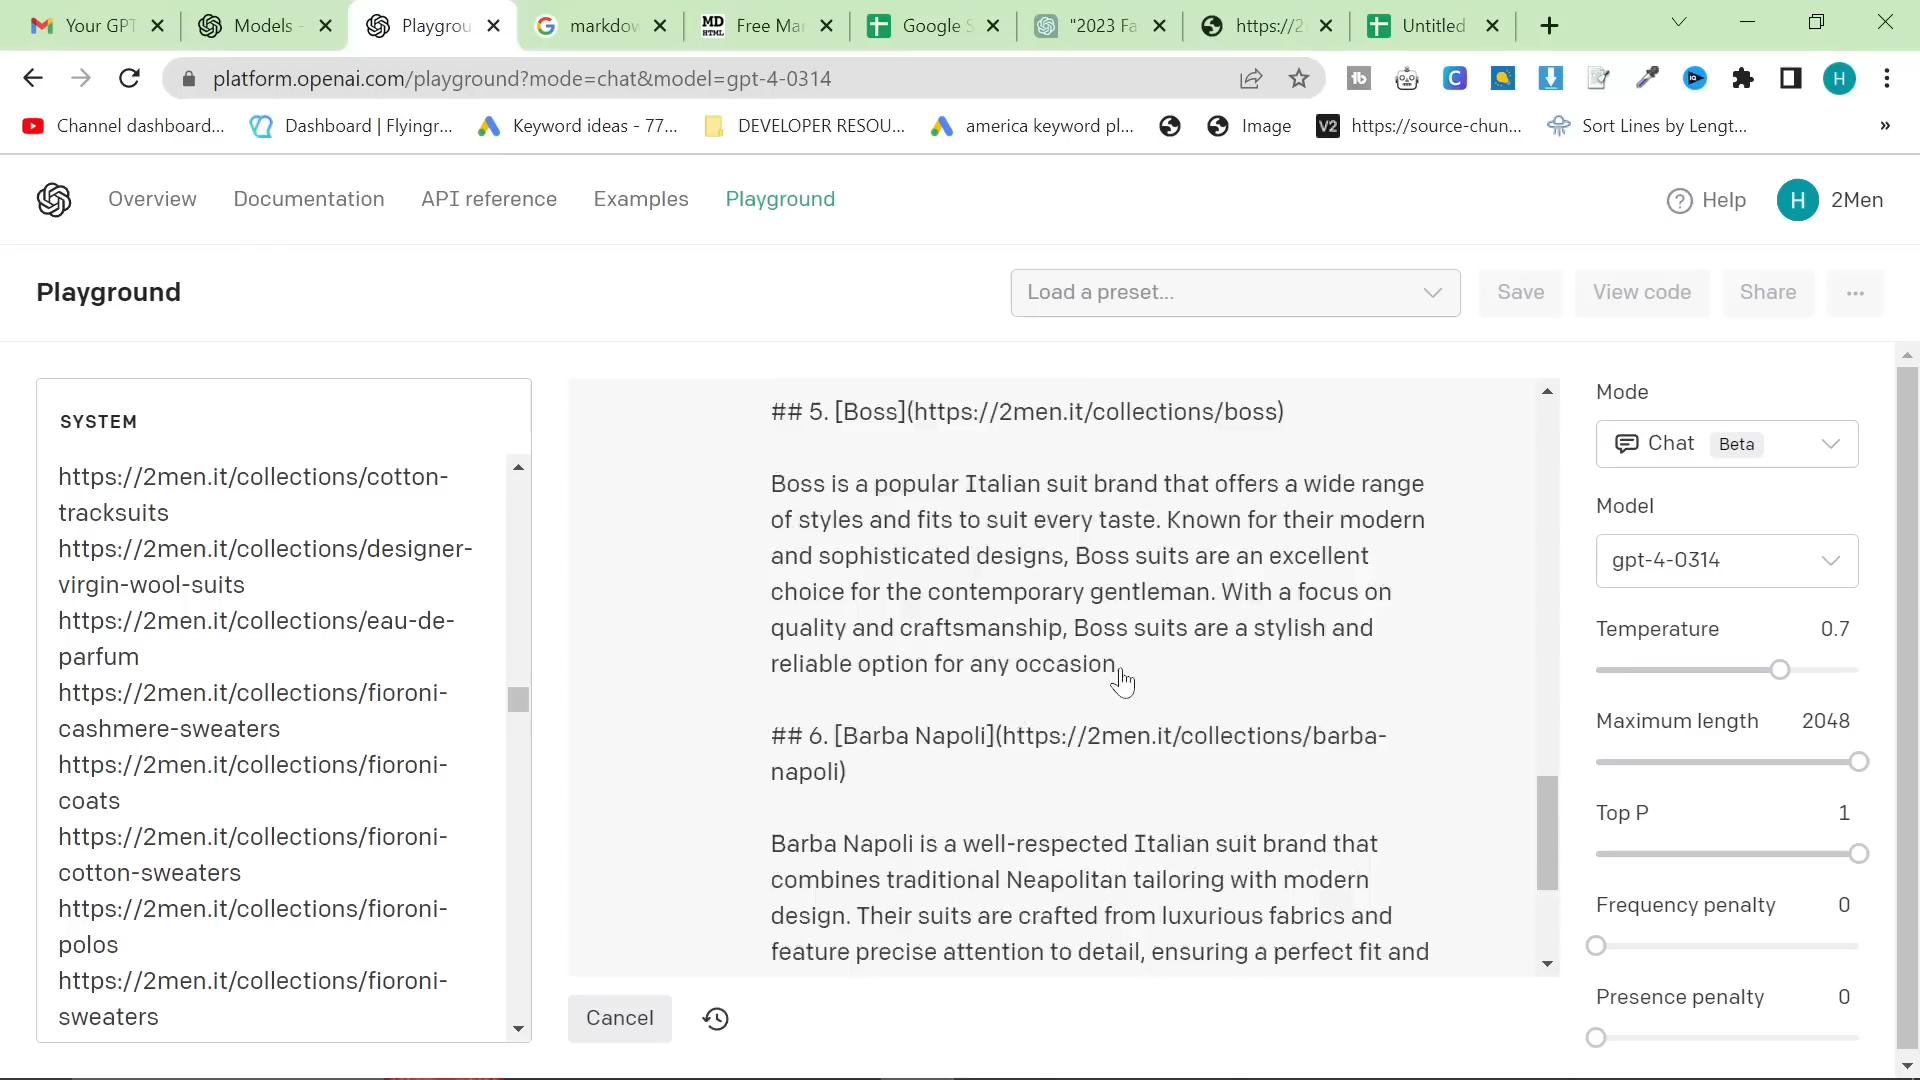 Your GPT
Models -
Playgrou
markdow
MD HTML
Free Mar
Google S
"2023 Fa
https://2
Untitled
platform.openai.com/playground?mode=chat&model=gpt-4-0314
H
Channel dashboard...
Dashboard | Flyingr...
Keyword ideas - 77...
DEVELOPER RESOU...
america keyword pl...
Image
V2
https://source-chun...
Sort Lines by Lengt...
»
Overview
Documentation
API reference
Examples
Playground
Help
H
2Men
Playground
Load a preset...
Save
View code
Share
...
SYSTEM
https://2men.it/collections/cotton-
tracksuits
https://2men.it/collections/designer-
virgin-wool-suits
https://2men.it/collections/eau-de-
parfum
https://2men.it/collections/fioroni-
cashmere-sweaters
https://2men.it/collections/fioroni-
coats
https://2men.it/collections/fioroni-
cotton-sweaters
https://2men.it/collections/fioroni-
polos
https://2men.it/collections/fioroni-
sweaters
## 5. [Boss](https://2men.it/collections/boss)
Boss is a popular Italian suit brand that offers a wide range
of styles and fits to suit every taste. Known for their modern
and sophisticated designs, Boss suits are an excellent
choice for the contemporary gentleman. With a focus on
quality and craftsmanship, Boss suits are a stylish and
reliable option for any occasion.
## 6. [Barba Napoli](https://2men.it/collections/barba-
napoli)
Barba Napoli is a well-respected Italian suit brand that
combines traditional Neapolitan tailoring with modern
design. Their suits are crafted from luxurious fabrics and
feature precise attention to detail, ensuring a perfect fit and
Cancel
Mode
Chat Beta
Model
gpt-4-0314
Temperature 0.7
Maximum length 2048
Top P 1
Frequency penalty 0
Presence penalty 0